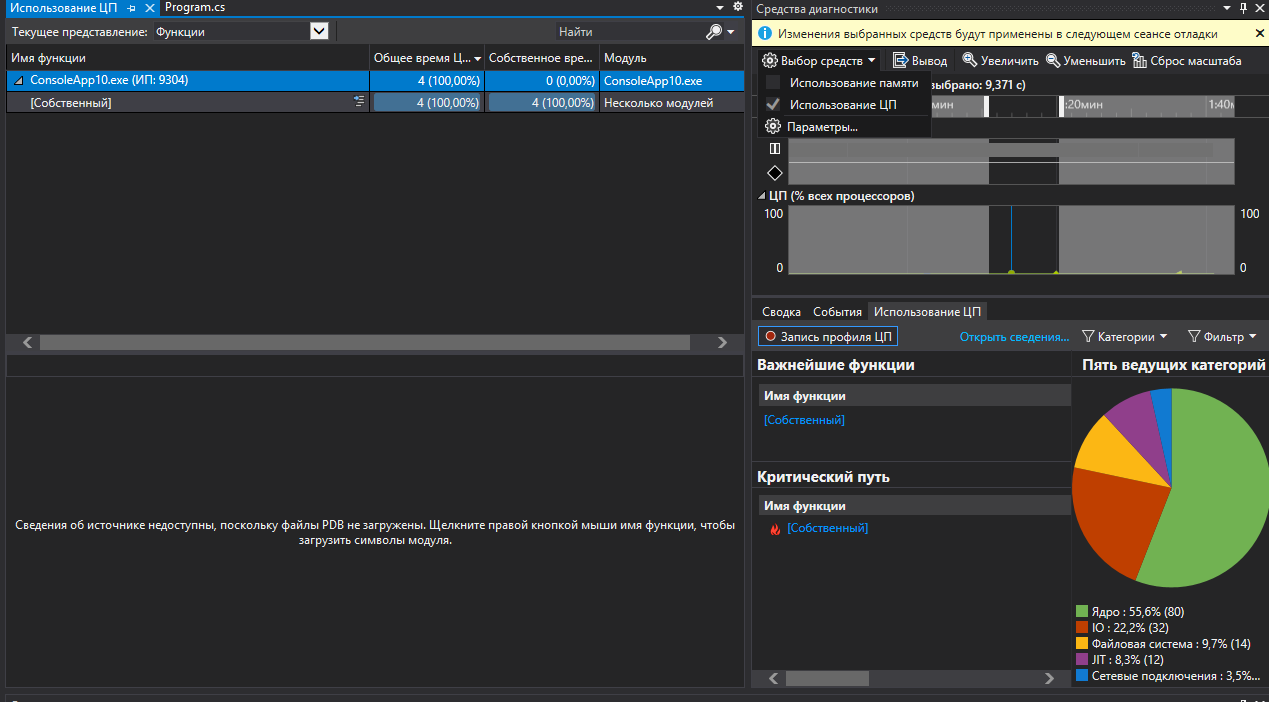 Использование ЦП
Program.cs
Текущее представление: Функции
Найти
Имя функции
Общее время Ц...
Собственное вре...
Модуль
ConsoleApp10.exe (ИП: 9304)
4 (100,00%)
0 (0,00%)
ConsoleApp10.exe
[Собственный]
4 (100,00%)
4 (100,00%)
Несколько модулей
Сведения об источнике недоступны, поскольку файлы PDB не загружены. Щелкните правой кнопкой мыши имя функции, чтобы
загрузить символы модуля.
Средства диагностики
Изменения выбранных средств будут применены в следующем сеансе отладки
Выбор средств
Вывод
Увеличить
Уменьшить
Сброс масштаба
Использование памяти
Использование ЦП
Параметры...
выбрано: 9,371 с)
мин
:20мин
1:40м
ЦП (% всех процессоров)
100
100
0
0
Сводка
События
Использование ЦП
Запись профиля ЦП
Открыть сведения...
Категории
Фильтр
Важнейшие функции
Имя функции
[Собственный]
Критический путь
Имя функции
[Собственный]
Пять ведущих категорий
Ядро : 55,6% (80)
IO : 22,2% (32)
Файловая система : 9,7% (14)
JIT : 8,3% (12)
Сетевые подключения : 3,5%...